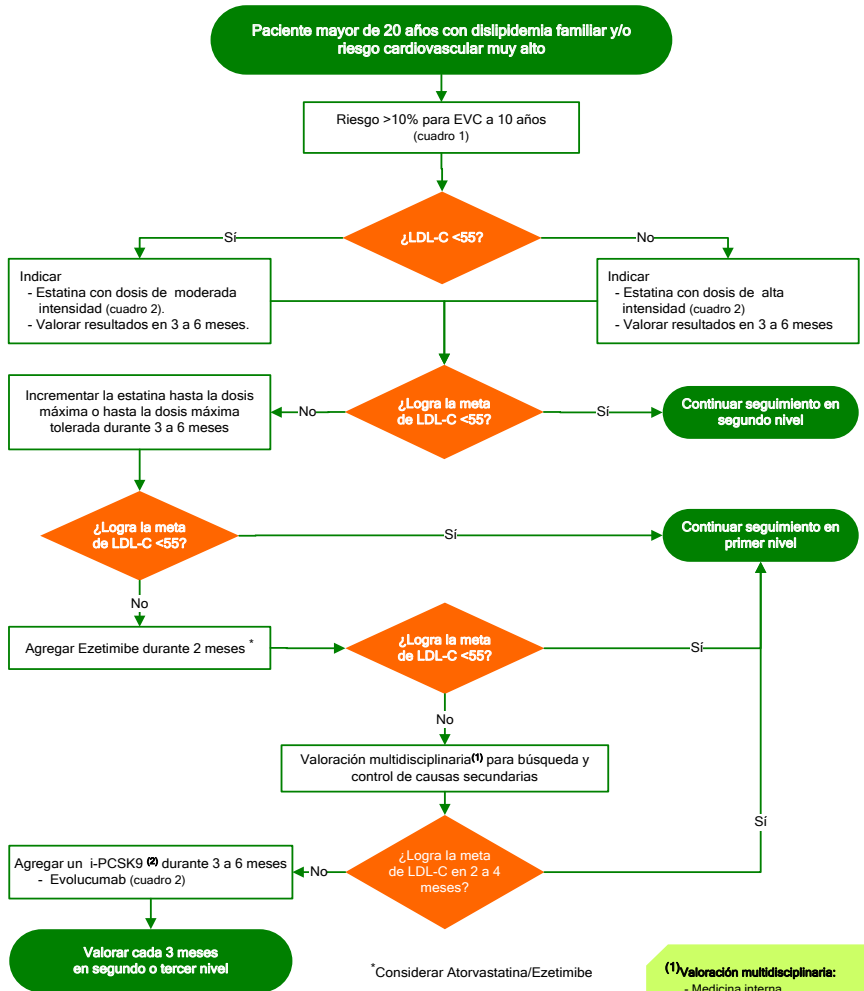 Paciente mayor de 20 años con dislipidemia familiar y/o
riesgo cardiovascular muy alto
Riesgo >10% para EVC a 10 años
(cuadro 1)
¿LDL-C <55?
Sí
No
Indicar
- Estatina con dosis de moderada
intensidad (cuadro 2).
- Valorar resultados en 3 a 6 meses.
Indicar
- Estatina con dosis de alta
intensidad (cuadro 2)
- Valorar resultados en 3 a 6 meses
Incrementar la estatina hasta la dosis
máxima o hasta la dosis máxima
tolerada durante 3 a 6 meses
No
¿Logra la meta
de LDL-C <55?
Sí
Continuar seguimiento en
segundo nivel
¿Logra la meta
de LDL-C <55?
Sí
Continuar seguimiento en
primer nivel
No
Agregar Ezetimibe durante 2 meses *
¿Logra la meta
de LDL-C <55?
Sí
No
Valoración multidisciplinaria(1) para búsqueda y
control de causas secundarias
Sí
Agregar un i-PCSK9 (2) durante 3 a 6 meses
- Evolucumab (cuadro 2)
No
¿Logra la meta
de LDL-C en 2 a 4
meses?
Valorar cada 3 meses
en segundo o tercer nivel
*Considerar Atorvastatina/Ezetimibe
(1)Valoración multidisciplinaria:
- Medicina interna